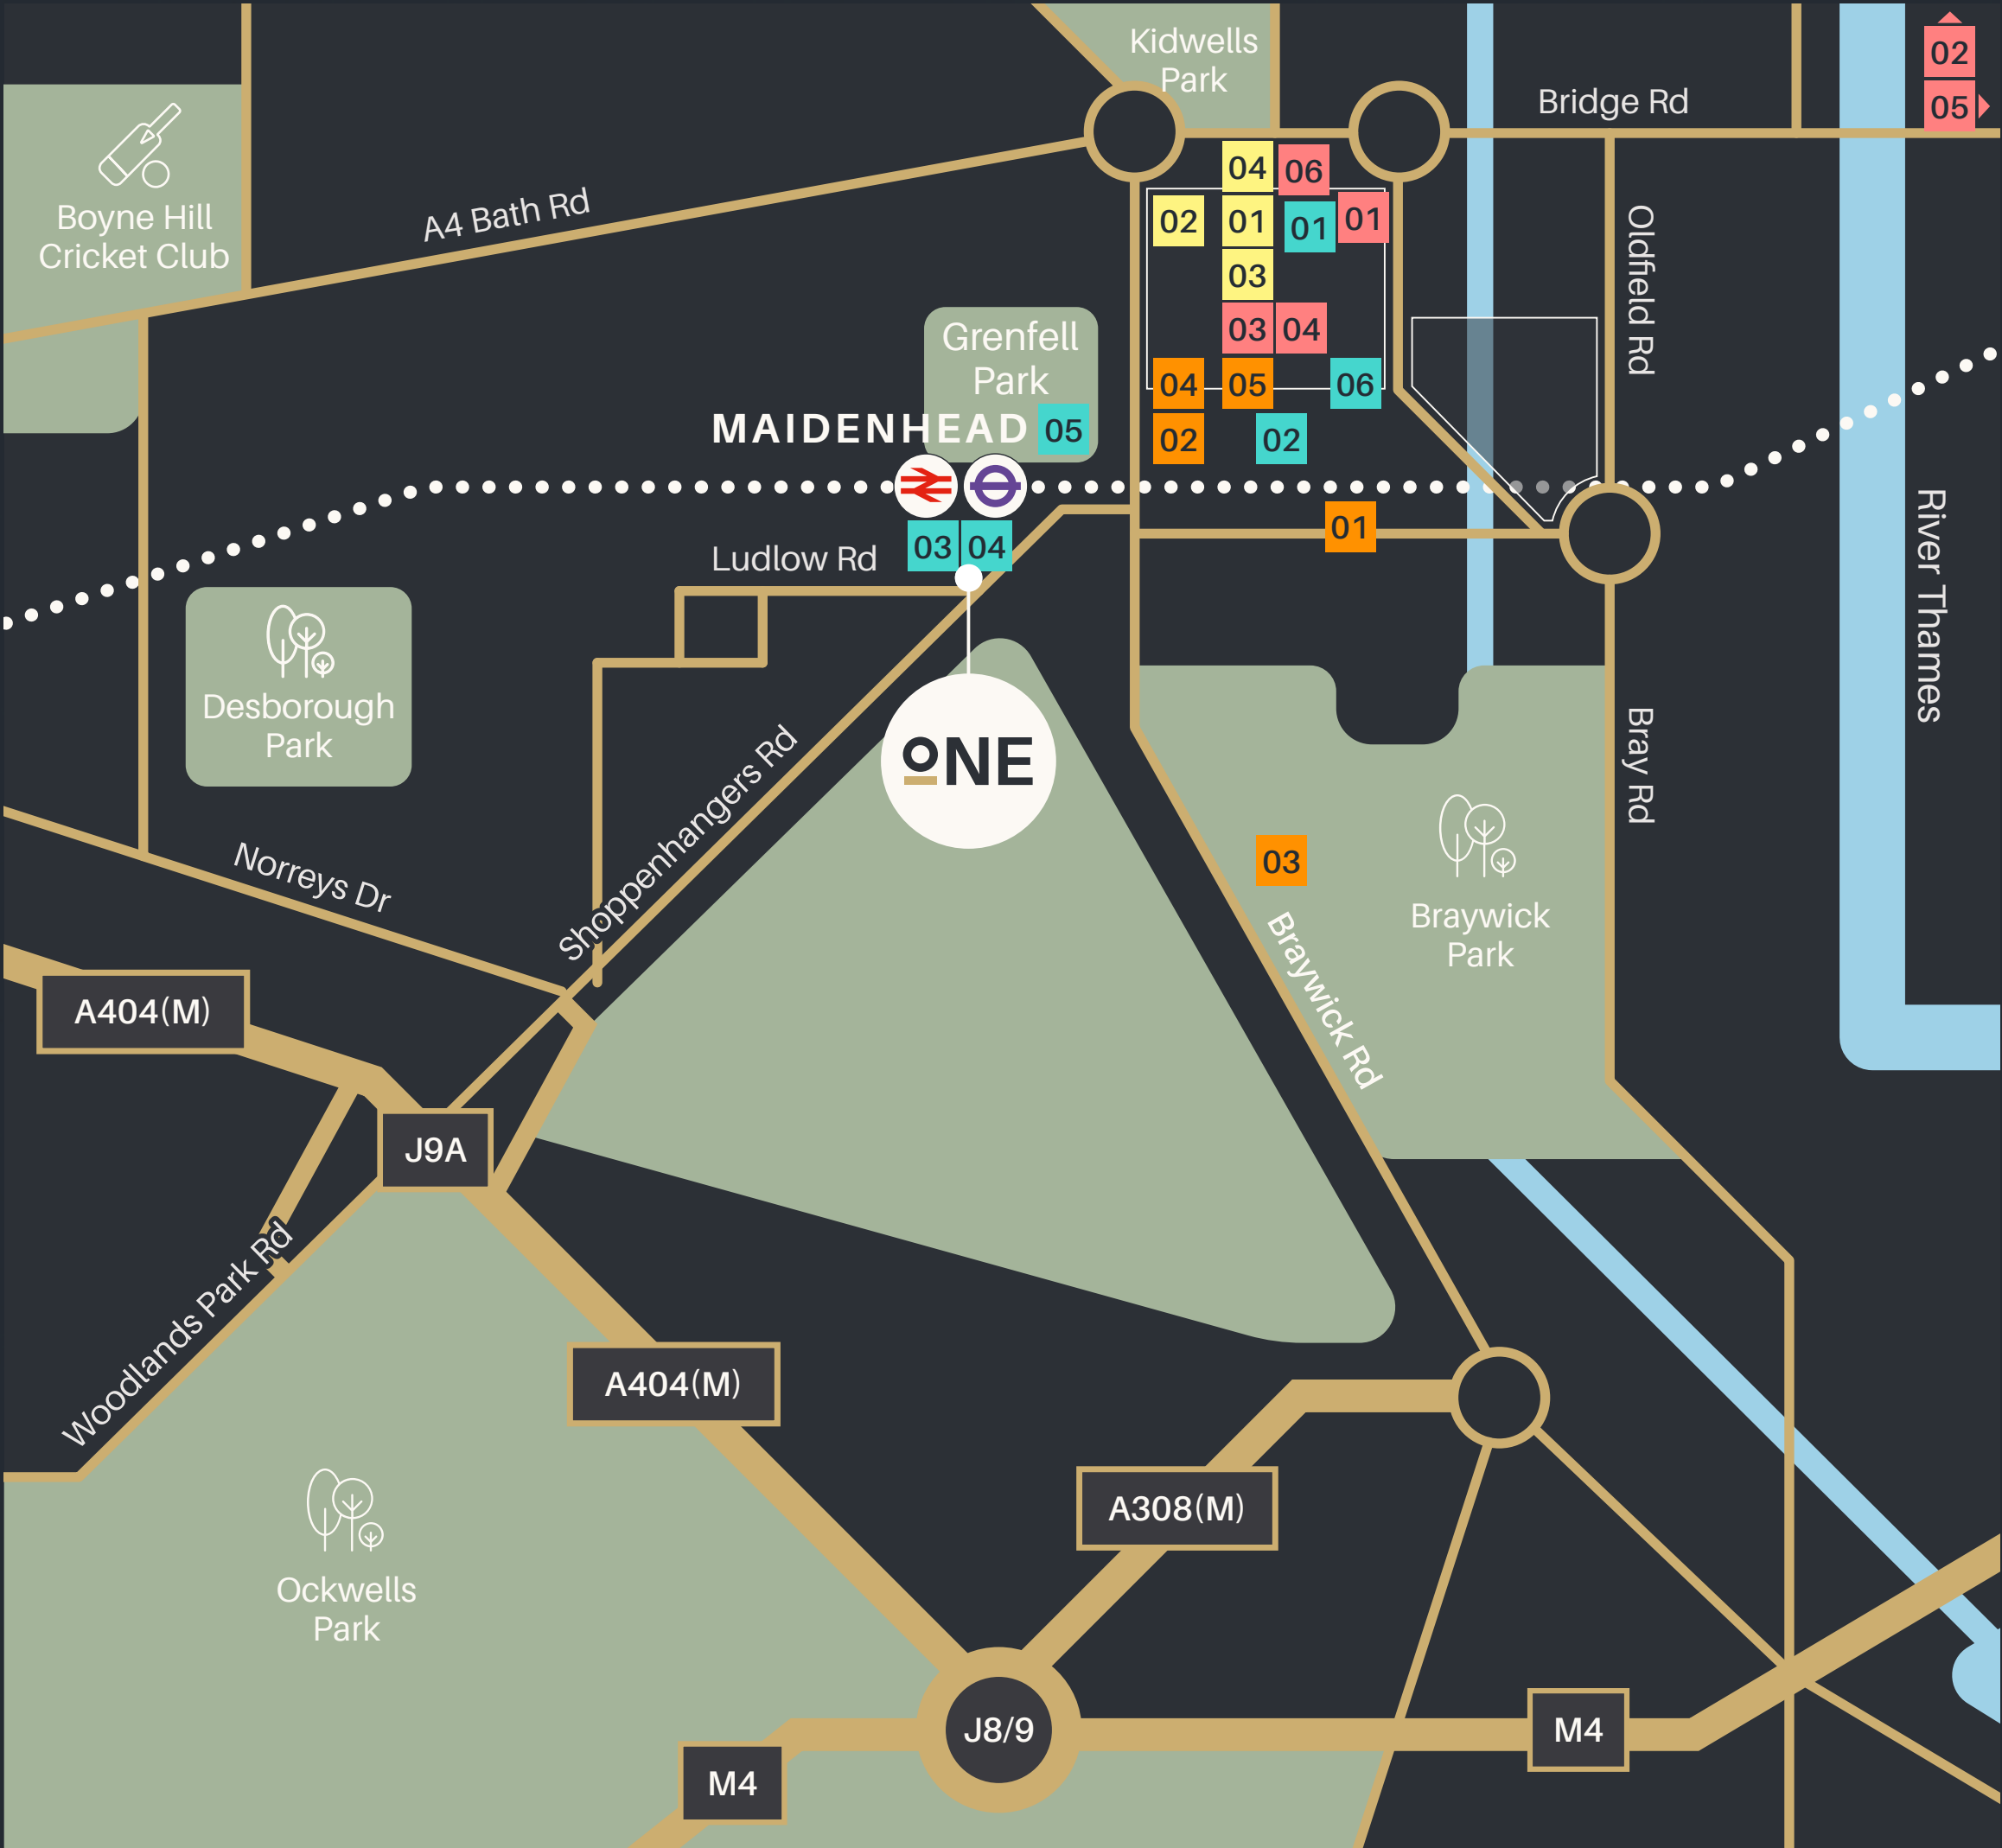 Kidwells
Park
02
05
Bridge Rd
Boyne Hill
Cricket Club
A4 Bath Rd
04
06
02
01
01
01
03
03
04
Oldfield Rd
Grenfell
Park
04
05
06
MAIDENHEAD
05
02
02
01
03
04
Ludlow Rd
River Thames
Desborough
Park
ONE
Shoppenhangers Rd
Bray Rd
Norreys Dr
03
Braywick
Park
Braywick Rd
A404(M)
J9A
Woodlands Park Rd
A404(M)
A308(M)
Ockwells
Park
J8/9
M4
M4